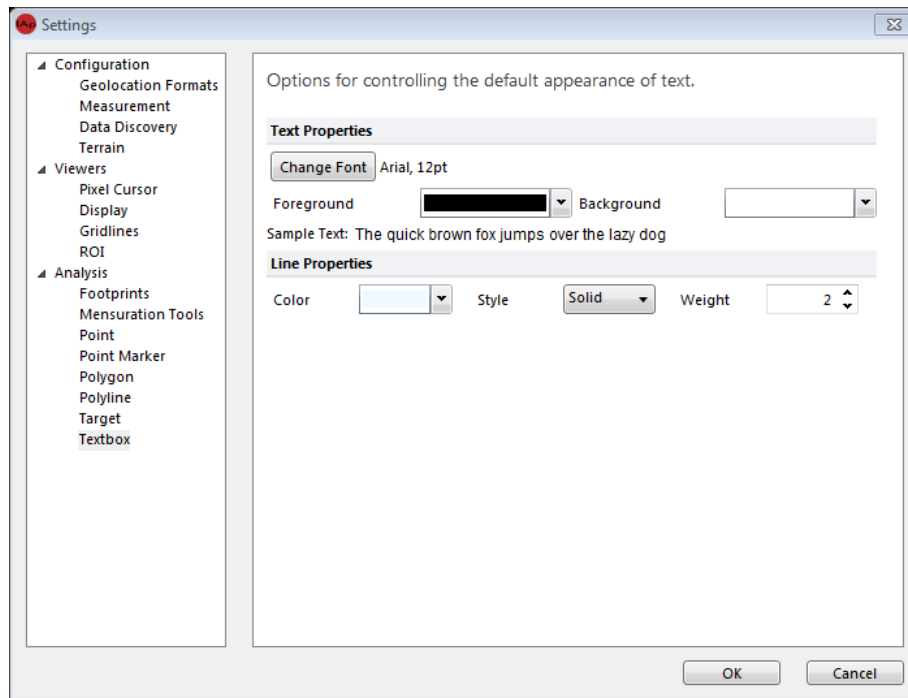 IAp Settings
Configuration
Geolocation Formats
Measurement
Data Discovery
Terrain
Viewers
Pixel Cursor
Display
Gridlines
ROI
Analysis
Footprints
Mensuration Tools
Point
Point Marker
Polygon
Polyline
Target
Textbox
Options for controlling the default appearance of text.
Text Properties
Change Font Arial, 12pt
Foreground Background
Sample Text: The quick brown fox jumps over the lazy dog
Line Properties
Color Style Solid Weight 2
OK Cancel